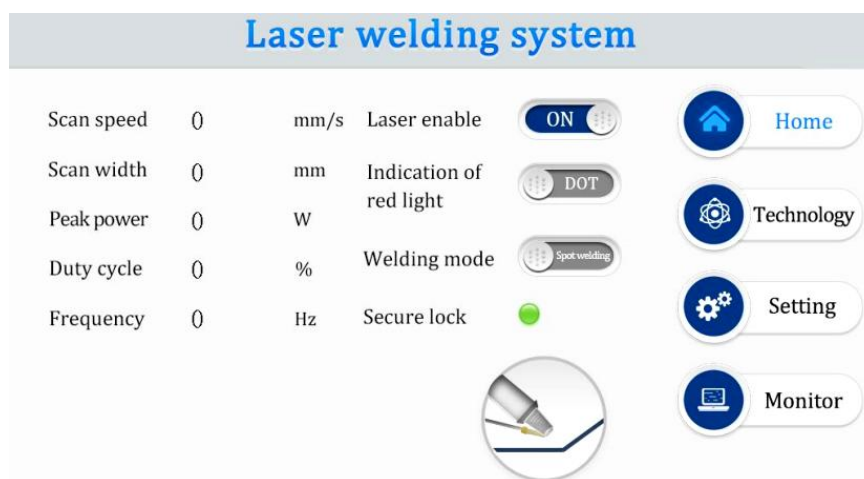 Laser welding system
Scan speed 0 mm/s
Scan width 0 mm
Peak power 0 W
Duty cycle 0 %
Frequency 0 Hz
Laser enable ON
Indication of
red light DOT
Welding mode Spot welding
Secure lock
Home
Technology
Setting
Monitor